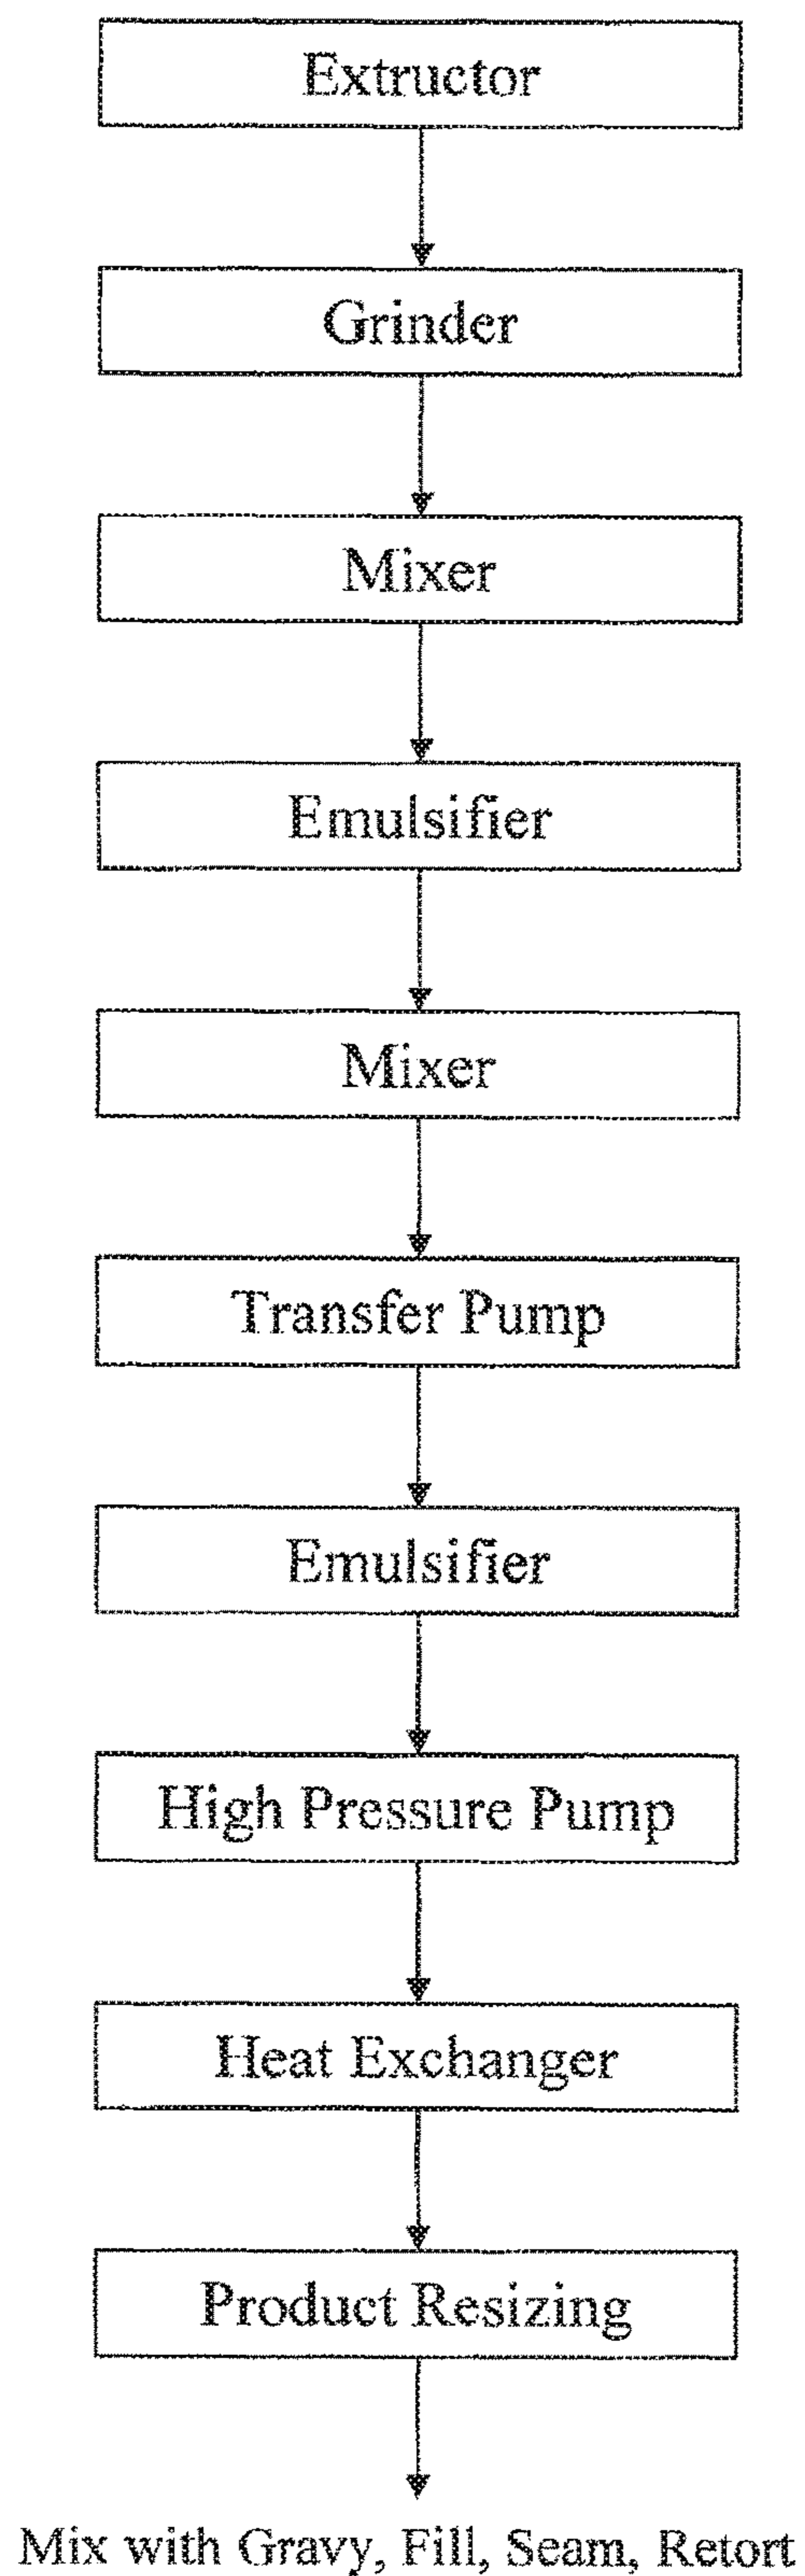 Extructor
Grinder
Mixer
Emulsifier
Mixer
Transfer Pump
Emulsifier
High Pressure Pump
Heat Exchanger
Product Resizing
Mix with Gravy, Fill, Seam, Retort